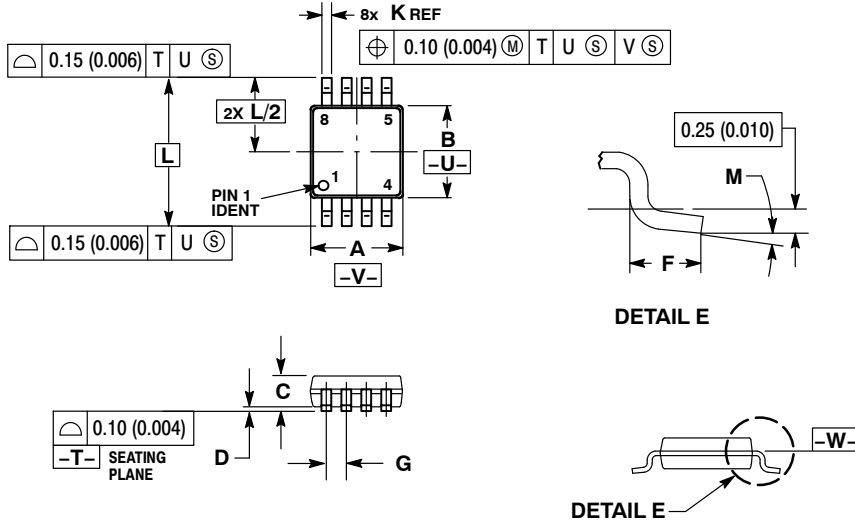 8x K REF
⌖ 0.10 (0.004) Ⓜ T U Ⓢ V Ⓢ
⌓ 0.15 (0.006) T U Ⓢ
2X L/2
8 5
B
–U–
L
1 4
PIN 1
IDENT
⌓ 0.15 (0.006) T U Ⓢ
A
–V–
0.25 (0.010)
M
F
DETAIL E
C
⌓ 0.10 (0.004)
–T– SEATING
PLANE
D
G
–W–
DETAIL E